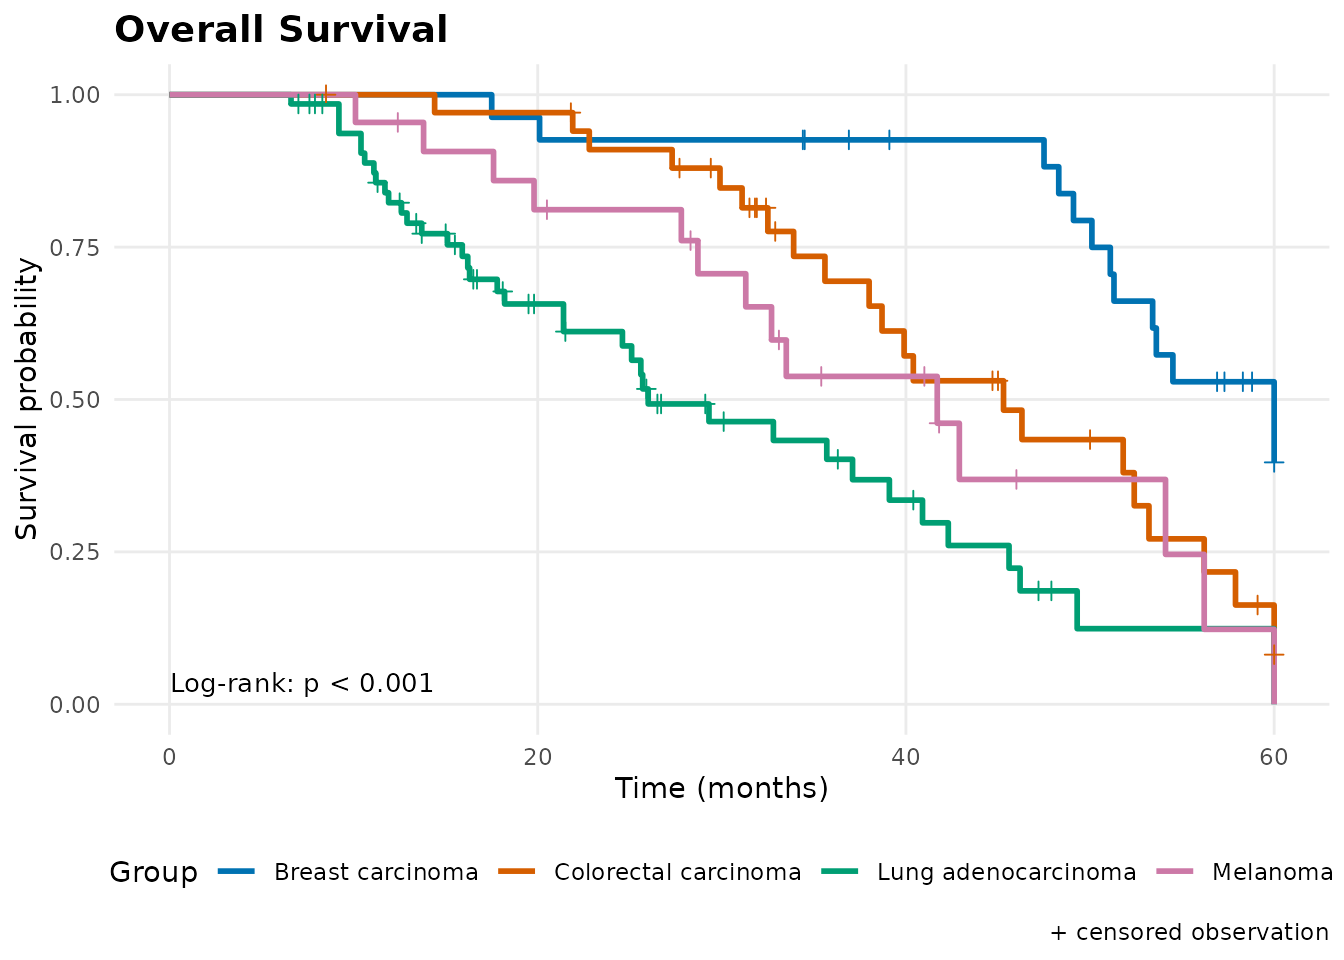 Overall Survival
Survival probability
1.00
0.75
0.50
0.25
0.00
Log-rank: p < 0.001
0 20 40 60
Time (months)
Group Breast carcinoma Colorectal carcinoma Lung adenocarcinoma Melanoma
+ censored observation